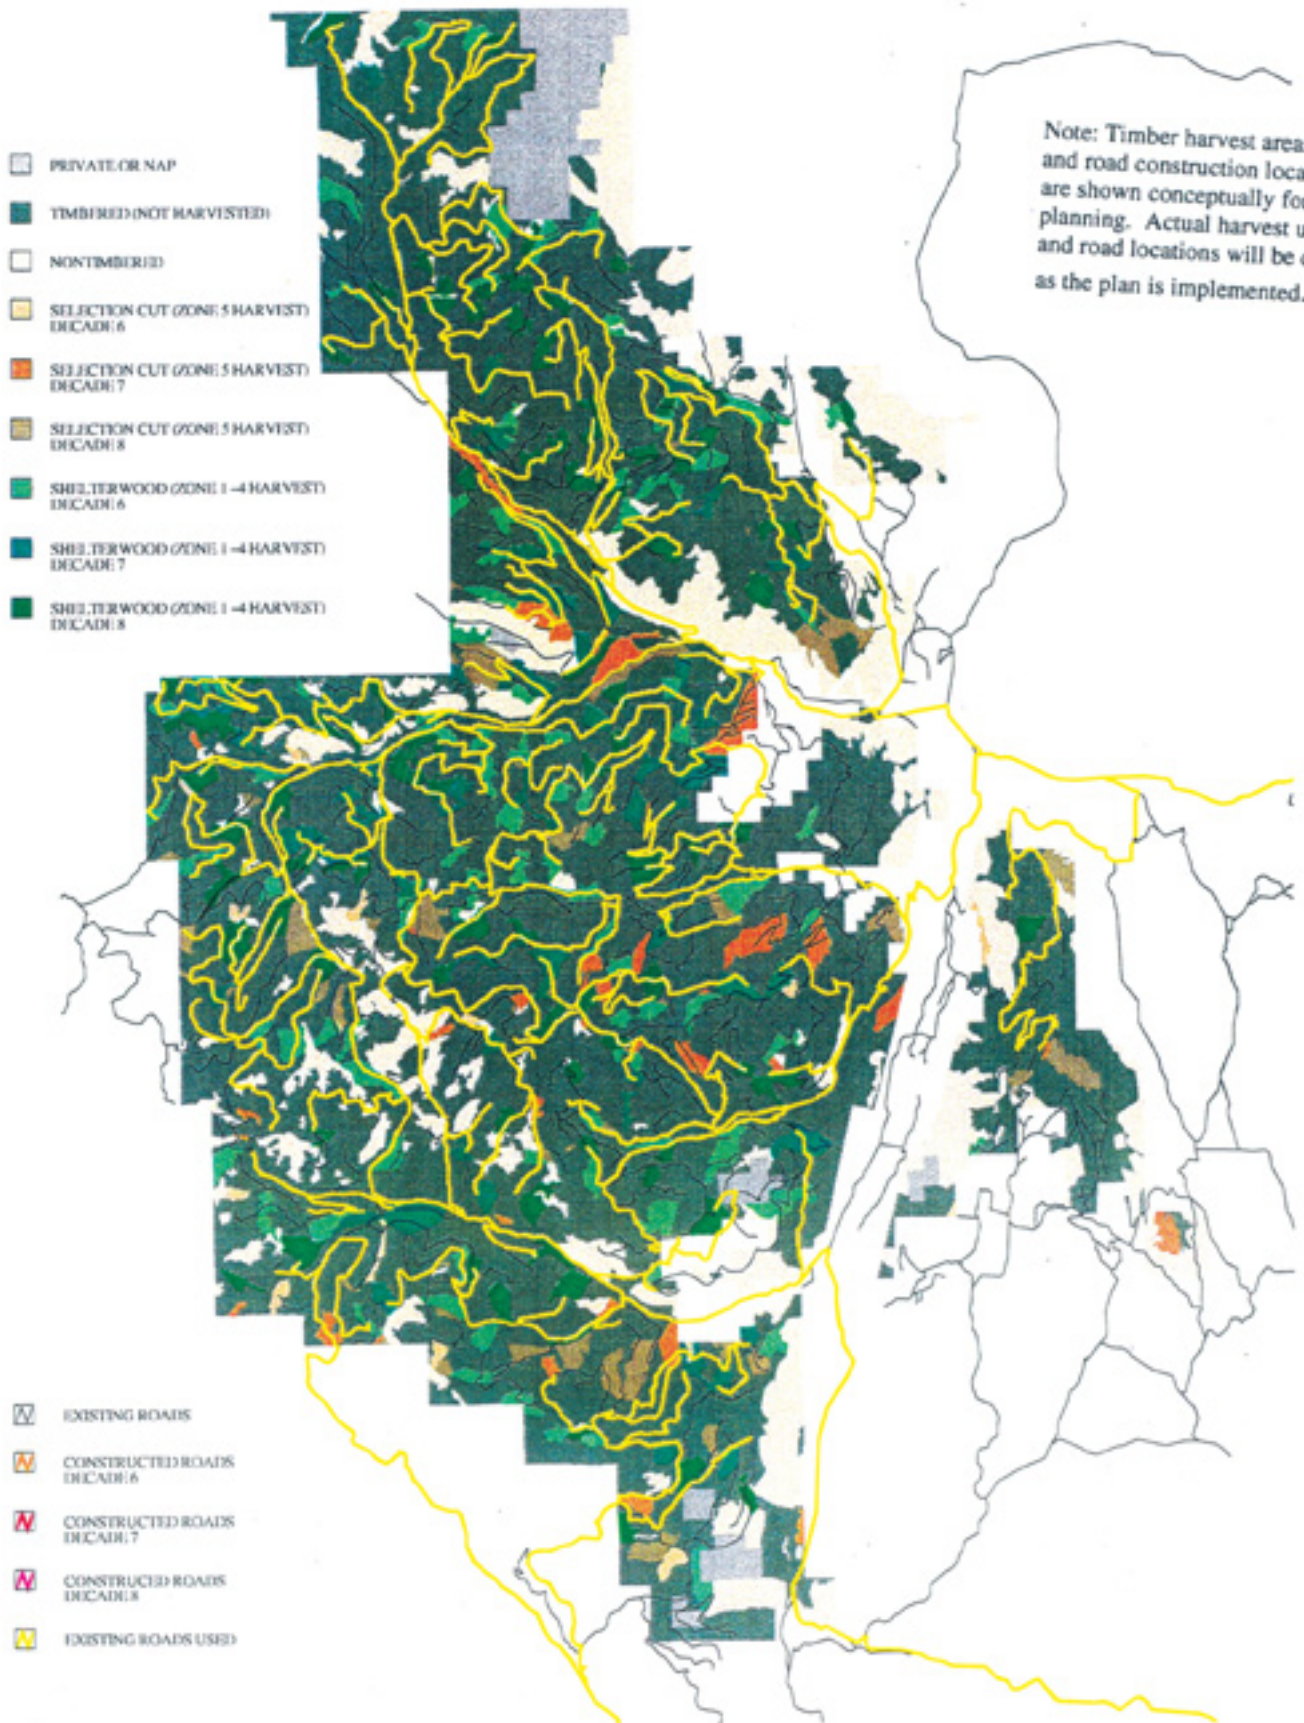 Note: Timber harvest area
and road construction loca
are shown conceptually fo
planning. Actual harvest u
and road locations will be
as the plan is implemented.
PRIVATE OR NAP
TIMBERED (NOT HARVESTED)
NONTIMBERED
SELECTION CUT (ZONE 5 HARVEST)
DECADE 6
SELECTION CUT (ZONE 5 HARVEST)
DECADE 7
SELECTION CUT (ZONE 5 HARVEST)
DECADE 8
SHELTERWOOD (ZONE 1-4 HARVEST)
DECADE 6
SHELTERWOOD (ZONE 1-4 HARVEST)
DECADE 7
SHELTERWOOD (ZONE 1-4 HARVEST)
DECADE 8
EXISTING ROADS
CONSTRUCTED ROADS
DECADE 6
CONSTRUCTED ROADS
DECADE 7
CONSTRUCED ROADS
DECADE 8
EXISTING ROADS USED